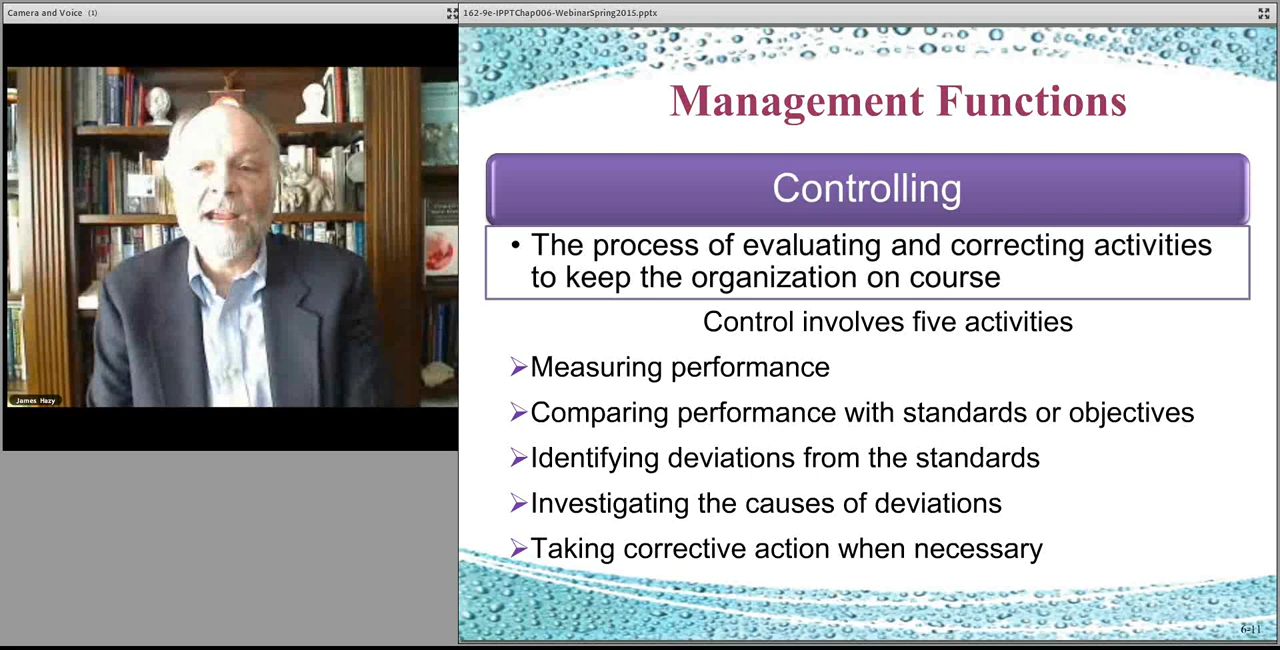 Camera and Voice (1)
162-9e-IPPTChap006-WebinarSpring2015.pptx
James Hazy
Management Functions
Controlling
• The process of evaluating and correcting activities
to keep the organization on course
Control involves five activities
Measuring performance
Comparing performance with standards or objectives
Identifying deviations from the standards
Investigating the causes of deviations
Taking corrective action when necessary
6-11